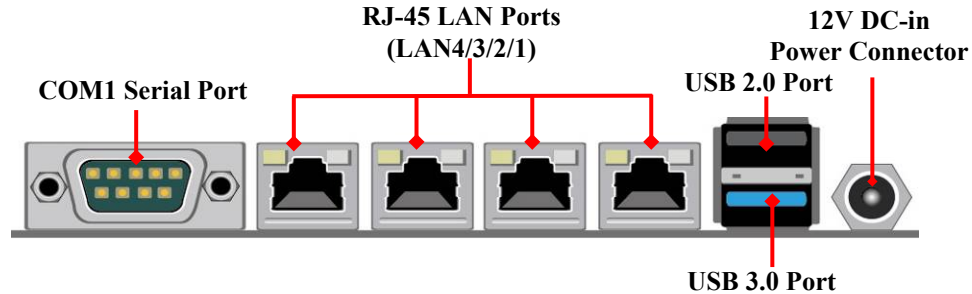 RJ-45 LAN Ports
(LAN4/3/2/1)
12V DC-in
Power Connector
COM1 Serial Port
USB 2.0 Port
USB 3.0 Port